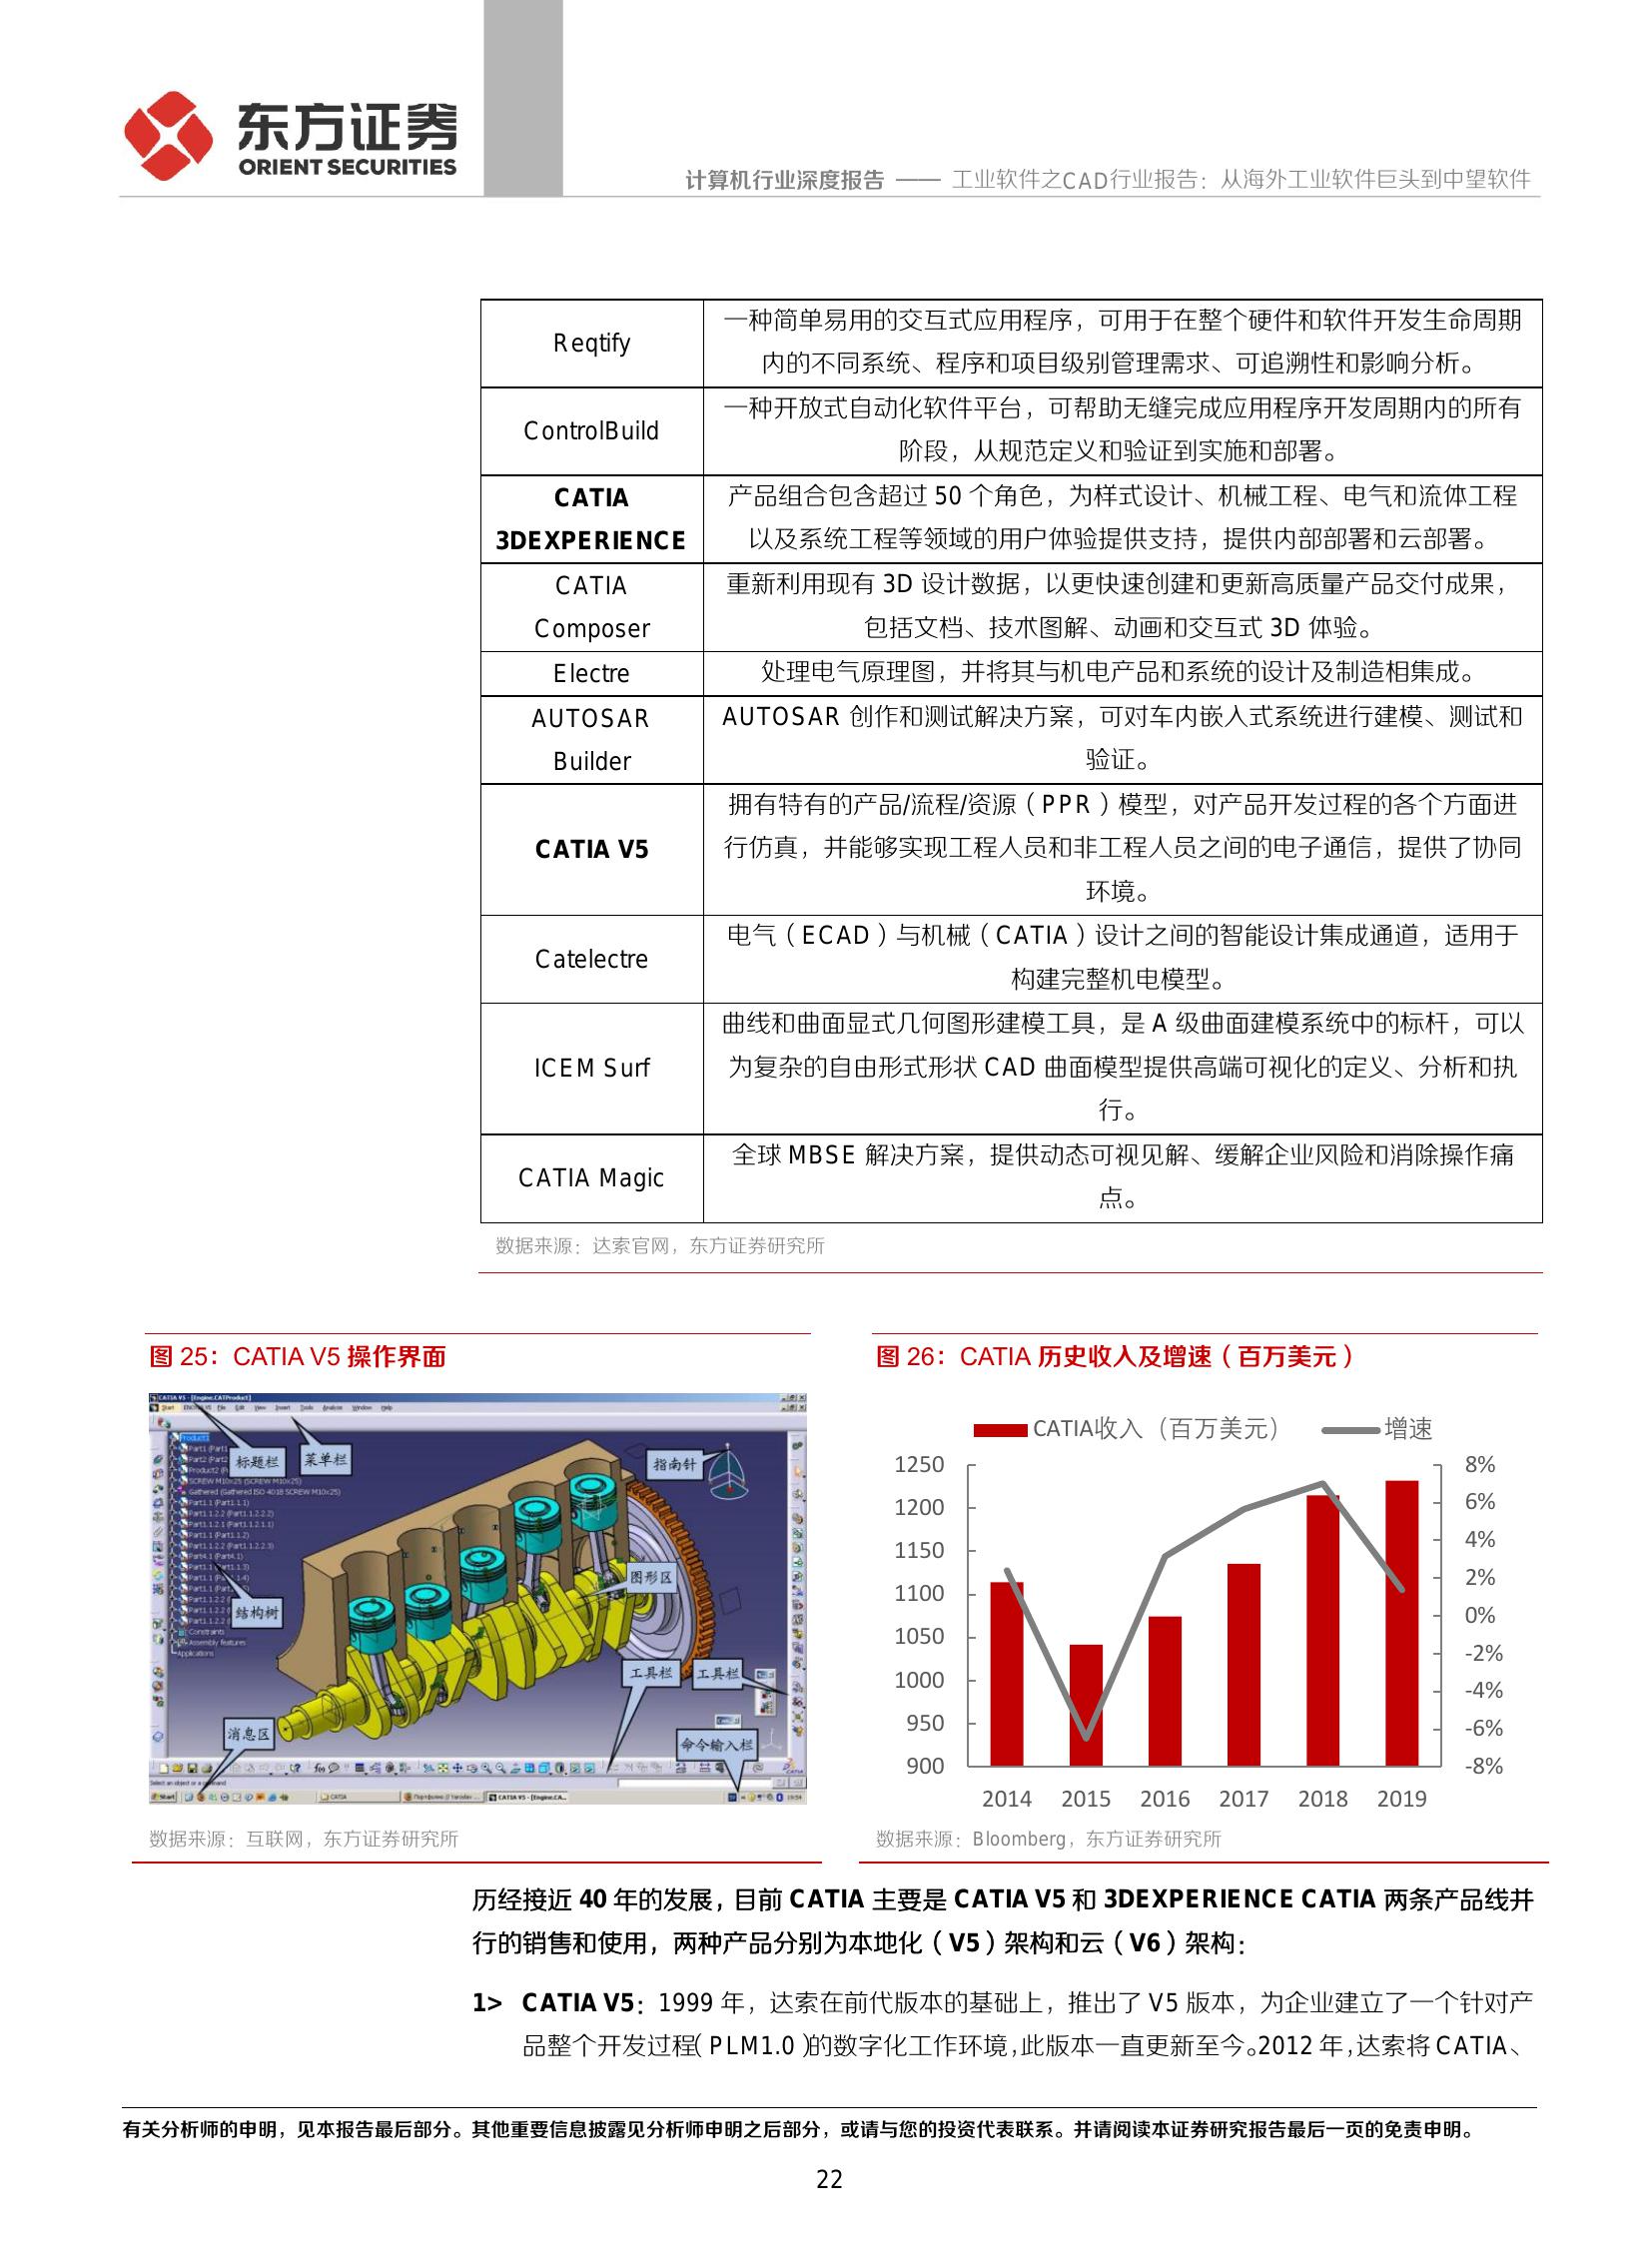 东方证券
ORIENT SECURITIES
计算机行业深度报告 —— 工业软件之CAD行业报告：从海外工业软件巨头到中望软件
Reqtify
一种简单易用的交互式应用程序，可用于在整个硬件和软件开发生命周期
内的不同系统、程序和项目级别管理需求、可追溯性和影响分析。
ControlBuild
一种开放式自动化软件平台，可帮助无缝完成应用程序开发周期内的所有
阶段，从规范定义和验证到实施和部署。
CATIA
3DEXPERIENCE
产品组合包含超过 50 个角色，为样式设计、机械工程、电气和流体工程
以及系统工程等领域的用户体验提供支持，提供内部部署和云部署。
CATIA
Composer
重新利用现有 3D 设计数据，以更快速创建和更新高质量产品交付成果，
包括文档、技术图解、动画和交互式 3D 体验。
Electre
处理电气原理图，并将其与机电产品和系统的设计及制造相集成。
AUTOSAR
Builder
AUTOSAR 创作和测试解决方案，可对车内嵌入式系统进行建模、测试和
验证。
CATIA V5
拥有特有的产品/流程/资源（PPR）模型，对产品开发过程的各个方面进
行仿真，并能够实现工程人员和非工程人员之间的电子通信，提供了协同
环境。
Catelectre
电气（ECAD）与机械（CATIA）设计之间的智能设计集成通道，适用于
构建完整机电模型。
ICEM Surf
曲线和曲面显式几何图形建模工具，是 A 级曲面建模系统中的标杆，可以
为复杂的自由形式形状 CAD 曲面模型提供高端可视化的定义、分析和执
行。
CATIA Magic
全球 MBSE 解决方案，提供动态可视见解、缓解企业风险和消除操作痛
点。
数据来源：达索官网，东方证券研究所
图 25：CATIA V5 操作界面
CATIA V5 - [Engine.CATProduct]
标题栏
菜单栏
指南针
图形区
结构树
工具栏
工具栏
消息区
命令输入栏
数据来源：互联网，东方证券研究所
图 26：CATIA 历史收入及增速（百万美元）
CATIA收入（百万美元） 增速
1250 8%
1200 6%
1150 4%
1100 2%
1050 0%
1000 -2%
950 -4%
900 -6%
-8%
2014 2015 2016 2017 2018 2019
数据来源：Bloomberg，东方证券研究所
历经接近 40 年的发展，目前 CATIA 主要是 CATIA V5 和 3DEXPERIENCE CATIA 两条产品线并
行的销售和使用，两种产品分别为本地化（V5）架构和云（V6）架构：
1> CATIA V5：1999 年，达索在前代版本的基础上，推出了 V5 版本，为企业建立了一个针对产
品整个开发过程（PLM1.0）的数字化工作环境，此版本一直更新至今。2012 年，达索将 CATIA、
有关分析师的申明，见本报告最后部分。其他重要信息披露见分析师申明之后部分，或请与您的投资代表联系。并请阅读本证券研究报告最后一页的免责申明。
22